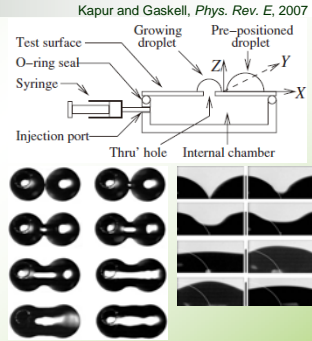 Kapur and Gaskell, Phys. Rev. E, 2007
Growing droplet
Pre-positioned droplet
Test surface
O-ring seal
Syringe
Z
Y
X
Injection port
Thru' hole
Internal chamber